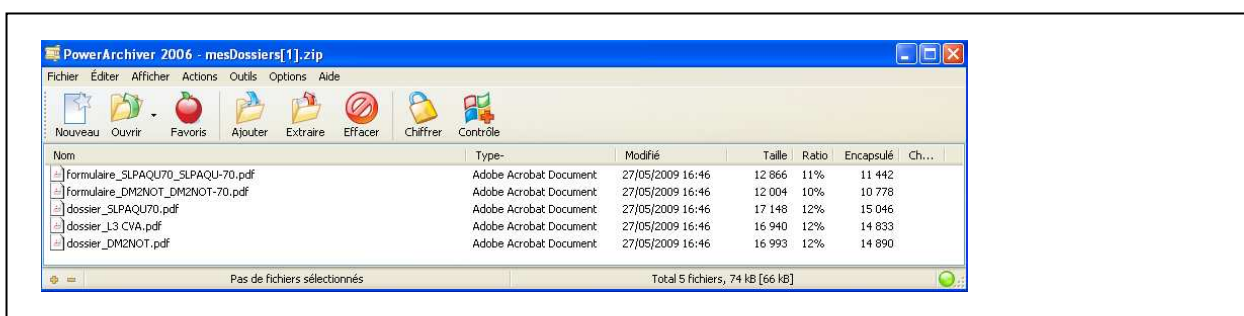 PowerArchiver 2006 - mesDossiers[1].zip
Fichier Éditer Afficher Actions Outils Options Aide
Nouveau Ouvrir Favoris Ajouter Extraire Effacer Chiffrer Contrôle
Nom Type- Modifié Taille Ratio Encapsulé Ch...
formulaire_SLPAQU70_SLPAQU-70.pdf Adobe Acrobat Document 27/05/2009 16:46 12 866 11% 11 442
formulaire_DM2NOT_DM2NOT-70.pdf Adobe Acrobat Document 27/05/2009 16:46 12 004 10% 10 778
dossier_SLPAQU70.pdf Adobe Acrobat Document 27/05/2009 16:46 17 148 12% 15 046
dossier_L3 CVA.pdf Adobe Acrobat Document 27/05/2009 16:46 16 940 12% 14 833
dossier_DM2NOT.pdf Adobe Acrobat Document 27/05/2009 16:46 16 993 12% 14 890
Pas de fichiers sélectionnés Total 5 fichiers, 74 kB [66 kB]